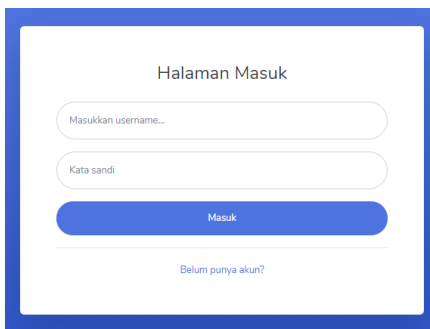 Halaman Masuk
Masukkan username...
Kata sandi
Masuk
Belum punya akun?